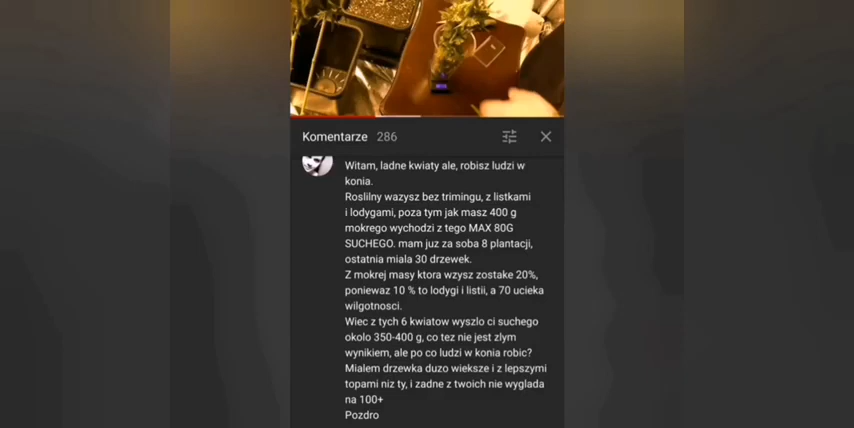 Komentarze 286
Witam, ladne kwiaty ale, robisz ludzi w
konia.
Roslilny wazysz bez trimingu, z listkami
i lodygami, poza tym jak masz 400 g
mokrego wychodzi z tego MAX 80G
SUCHEGO. mam juz za soba 8 plantacji,
ostatnia miala 30 drzewek.
Z mokrej masy ktora wzysz zostake 20%,
poniewaz 10 % to lodygi i listii, a 70 ucieka
wilgotnosci.
Wiec z tych 6 kwiatow wyszlo ci suchego
okolo 350-400 g, co tez nie jest zlym
wynikiem, ale po co ludzi w konia robic?
Mialem drzewka duzo wieksze i z lepszymi
topami niz ty, i zadne z twoich nie wyglada
na 100+
Pozdro